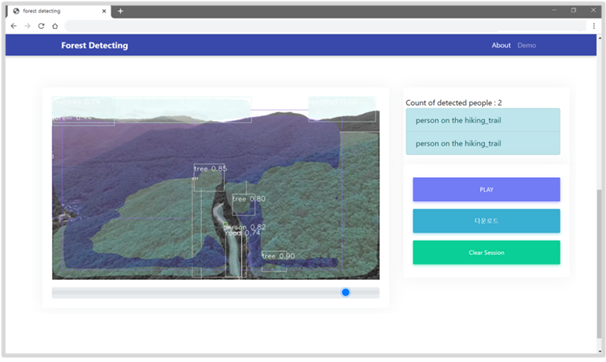 forest detecting
Forest Detecting
About
Demo
Count of detected people : 2
person on the hiking_trail
person on the hiking_trail
tree 0.85
tree 0.80
person 0.82
road 0.74
tree 0.90
PLAY
다운로드
Clear Session